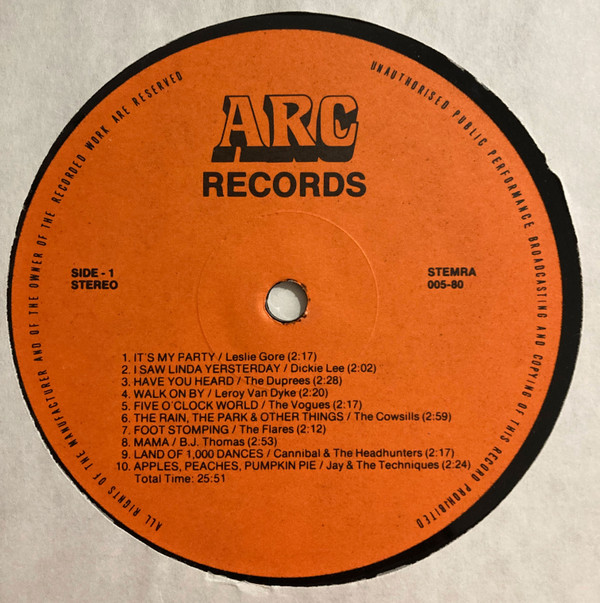 ARC
RECORDS
SIDE - 1
STEREO
STEMRA
005-80
1. IT'S MY PARTY / Leslie Gore (2:17)
2. I SAW LINDA YERSTERDAY / Dickie Lee (2:02)
3. HAVE YOU HEARD / The Duprees (2:28)
4. WALK ON BY / Leroy Van Dyke (2:20)
5. FIVE O'CLOCK WORLD / The Vogues (2:17)
6. THE RAIN, THE PARK & OTHER THINGS / The Cowsills (2:59)
7. FOOT STOMPING / The Flares (2:12)
8. MAMA / B.J. Thomas (2:53)
9. LAND OF 1,000 DANCES / Cannibal & The Headhunters (2:17)
10. APPLES, PEACHES, PUMPKIN PIE / Jay & The Techniques (2:24)
Total Time: 25:51
ALL RIGHTS OF THE MANUFACTURER AND OF THE OWNER OF THE RECORDED WORK ARE RESERVED
UNAUTHORISED PUBLIC PERFORMANCE BROADCASTING AND COPYING OF THIS RECORD PROHIBITED